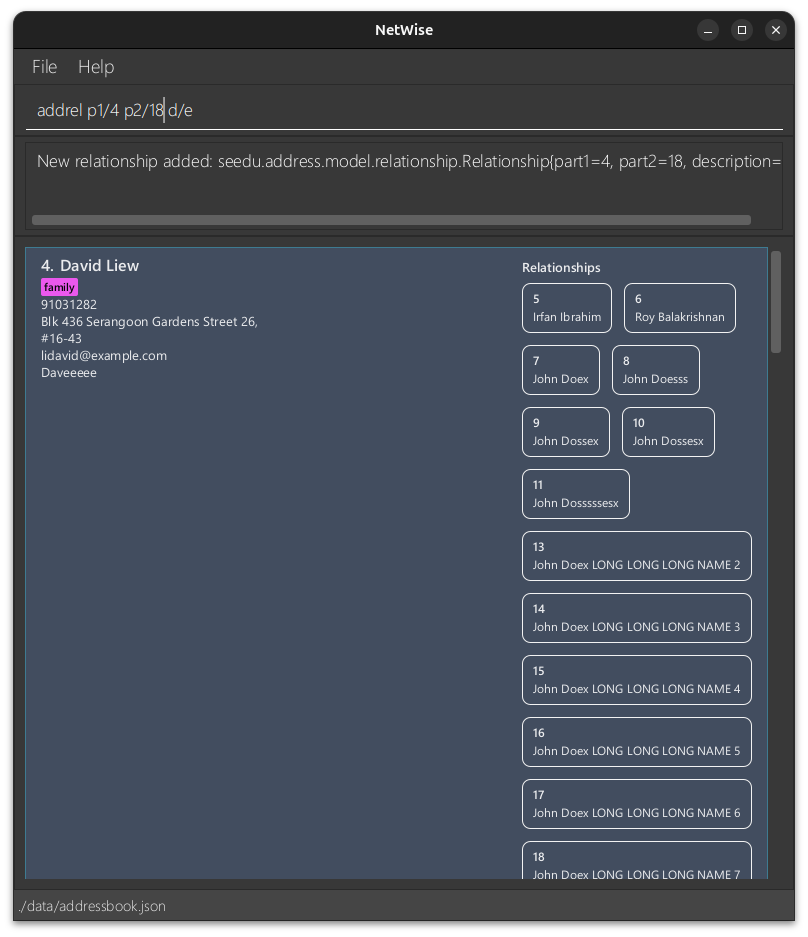 NetWise
File Help
addrel p1/4 p2/18 d/e
New relationship added: seedu.address.model.relationship.Relationship{part1=4, part2=18, description=
4. David Liew
family
91031282
Blk 436 Serangoon Gardens Street 26,
#16-43
lidavid@example.com
Daveeeee
Relationships
5
Irfan Ibrahim
6
Roy Balakrishnan
7
John Doex
8
John Doesss
9
John Dossex
10
John Dossesx
11
John Dosssssesx
13
John Doex LONG LONG LONG NAME 2
14
John Doex LONG LONG LONG NAME 3
15
John Doex LONG LONG LONG NAME 4
16
John Doex LONG LONG LONG NAME 5
17
John Doex LONG LONG LONG NAME 6
18
John Doex LONG LONG LONG NAME 7
./data/addressbook.json